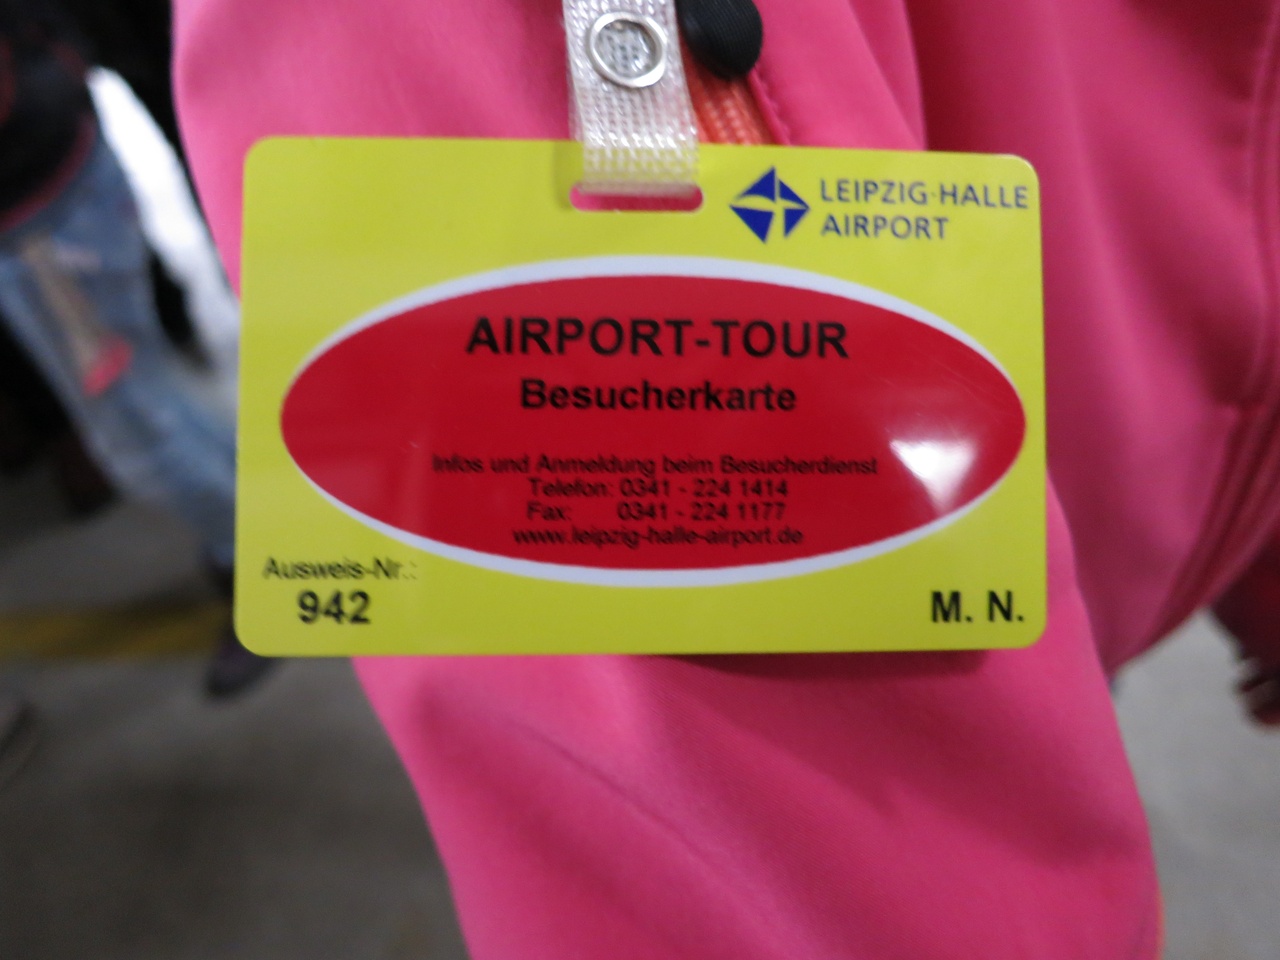 LEIPZIG·HALLE
AIRPORT
AIRPORT-TOUR
Besucherkarte
Infos und Anmeldung beim Besucherdienst
Telefon: 0341 - 224 1414
Fax: 0341 - 224 1177
www.leipzig-halle-airport.de
Ausweis-Nr.:
942
M. N.